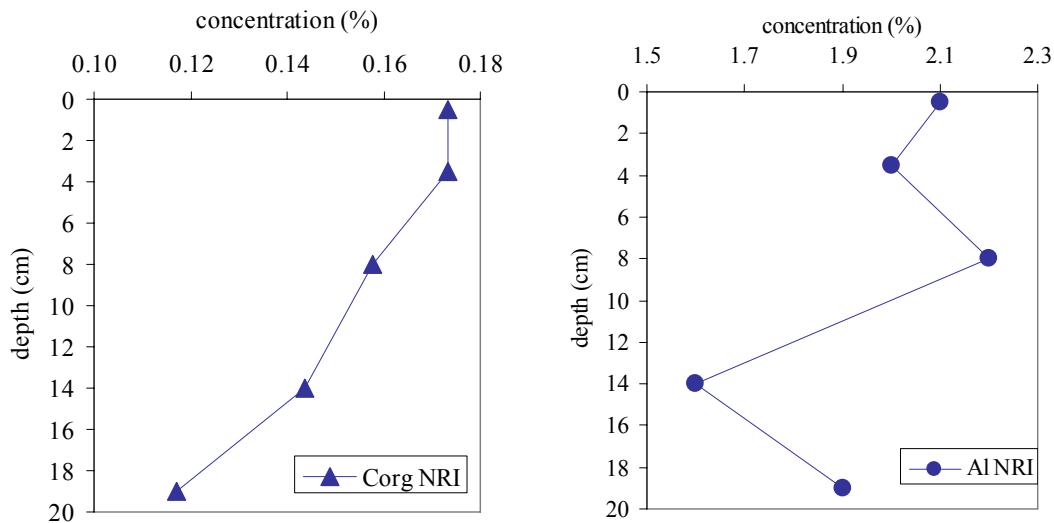 concentration (%)
0.10 0.12 0.14 0.16 0.18
0
2
4
6
8
10
12
14
16
18
20
depth (cm)
Corg NRI
concentration (%)
1.5 1.7 1.9 2.1 2.3
0
2
4
6
8
10
12
14
16
18
20
depth (cm)
Al NRI